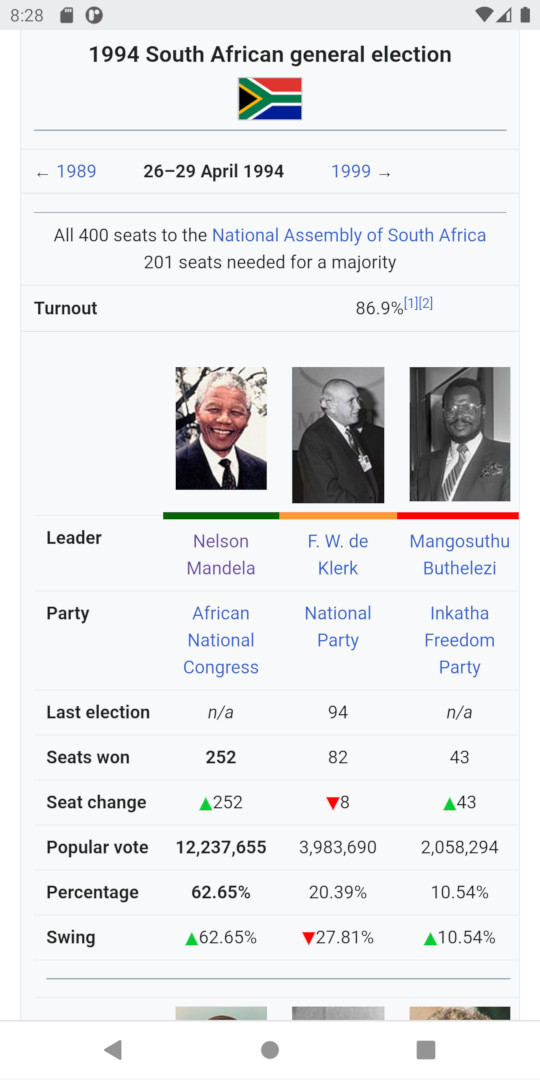 8:28
1994 South African general election
← 1989 26–29 April 1994 1999 →
All 400 seats to the National Assembly of South Africa
201 seats needed for a majority
Turnout 86.9%[1][2]
Leader Nelson Mandela F. W. de Klerk Mangosuthu Buthelezi
Party African National Congress National Party Inkatha Freedom Party
Last election n/a 94 n/a
Seats won 252 82 43
Seat change ▲252 ▼8 ▲43
Popular vote 12,237,655 3,983,690 2,058,294
Percentage 62.65% 20.39% 10.54%
Swing ▲62.65% ▼27.81% ▲10.54%